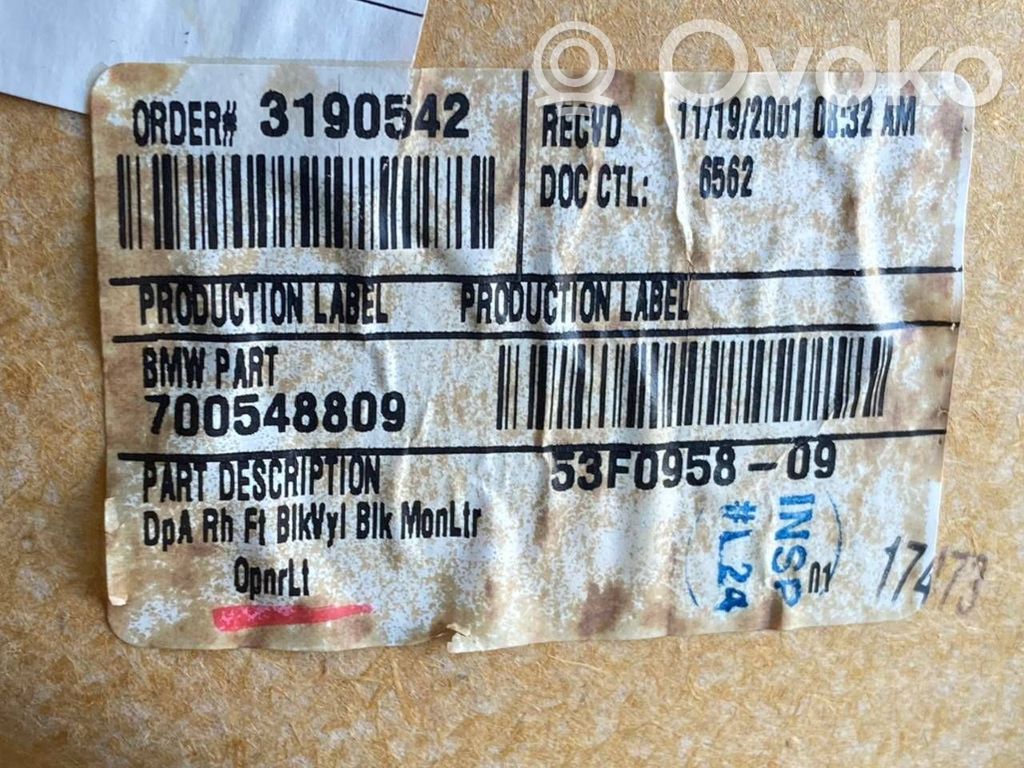 Ovoko
ORDER# 3190542
RECVD 11/19/2001 08:32 AM
DOC CTL: 6562
PRODUCTION LABEL PRODUCTION LABEL
BMW PART
700548809
PART DESCRIPTION
53F0958-09
DpA Rh Ft BlkVyl Blk MonLtr
OpnrLt
INSP
#L24
01
17473